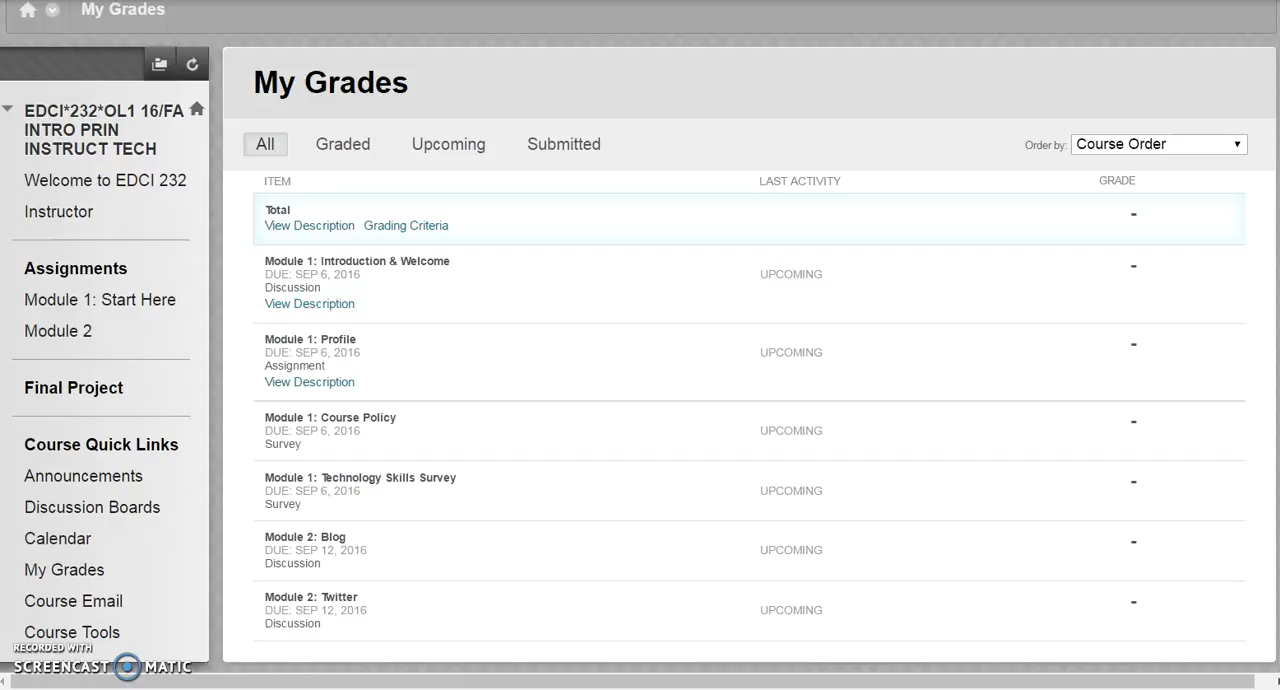 My Grades
EDCI*232*OL1 16/FA
INTRO PRIN
INSTRUCT TECH
Welcome to EDCI 232
Instructor
Assignments
Module 1: Start Here
Module 2
Final Project
Course Quick Links
Announcements
Discussion Boards
Calendar
My Grades
Course Email
Course Tools
RECORDED WITH
SCREENCAST MATIC
My Grades
All Graded Upcoming Submitted Order by: Course Order
ITEM LAST ACTIVITY GRADE
Total -
View Description Grading Criteria
Module 1: Introduction & Welcome -
DUE: SEP 6, 2016 UPCOMING
Discussion
View Description
Module 1: Profile -
DUE: SEP 6, 2016 UPCOMING
Assignment
View Description
Module 1: Course Policy -
DUE: SEP 6, 2016 UPCOMING
Survey
Module 1: Technology Skills Survey -
DUE: SEP 6, 2016 UPCOMING
Survey
Module 2: Blog -
DUE: SEP 12, 2016 UPCOMING
Discussion
Module 2: Twitter -
DUE: SEP 12, 2016 UPCOMING
Discussion